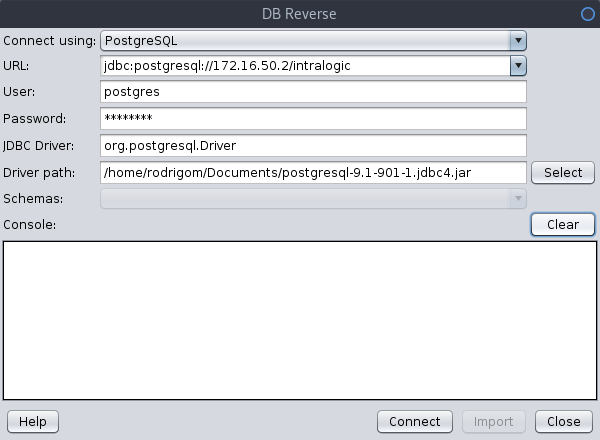 DB Reverse
Connect using: PostgreSQL
URL: jdbc:postgresql://172.16.50.2/intralogic
User: postgres
Password: ********
JDBC Driver: org.postgresql.Driver
Driver path: /home/rodrigom/Documents/postgresql-9.1-901-1.jdbc4.jar Select
Schemas:
Console: Clear
Help Connect Import Close